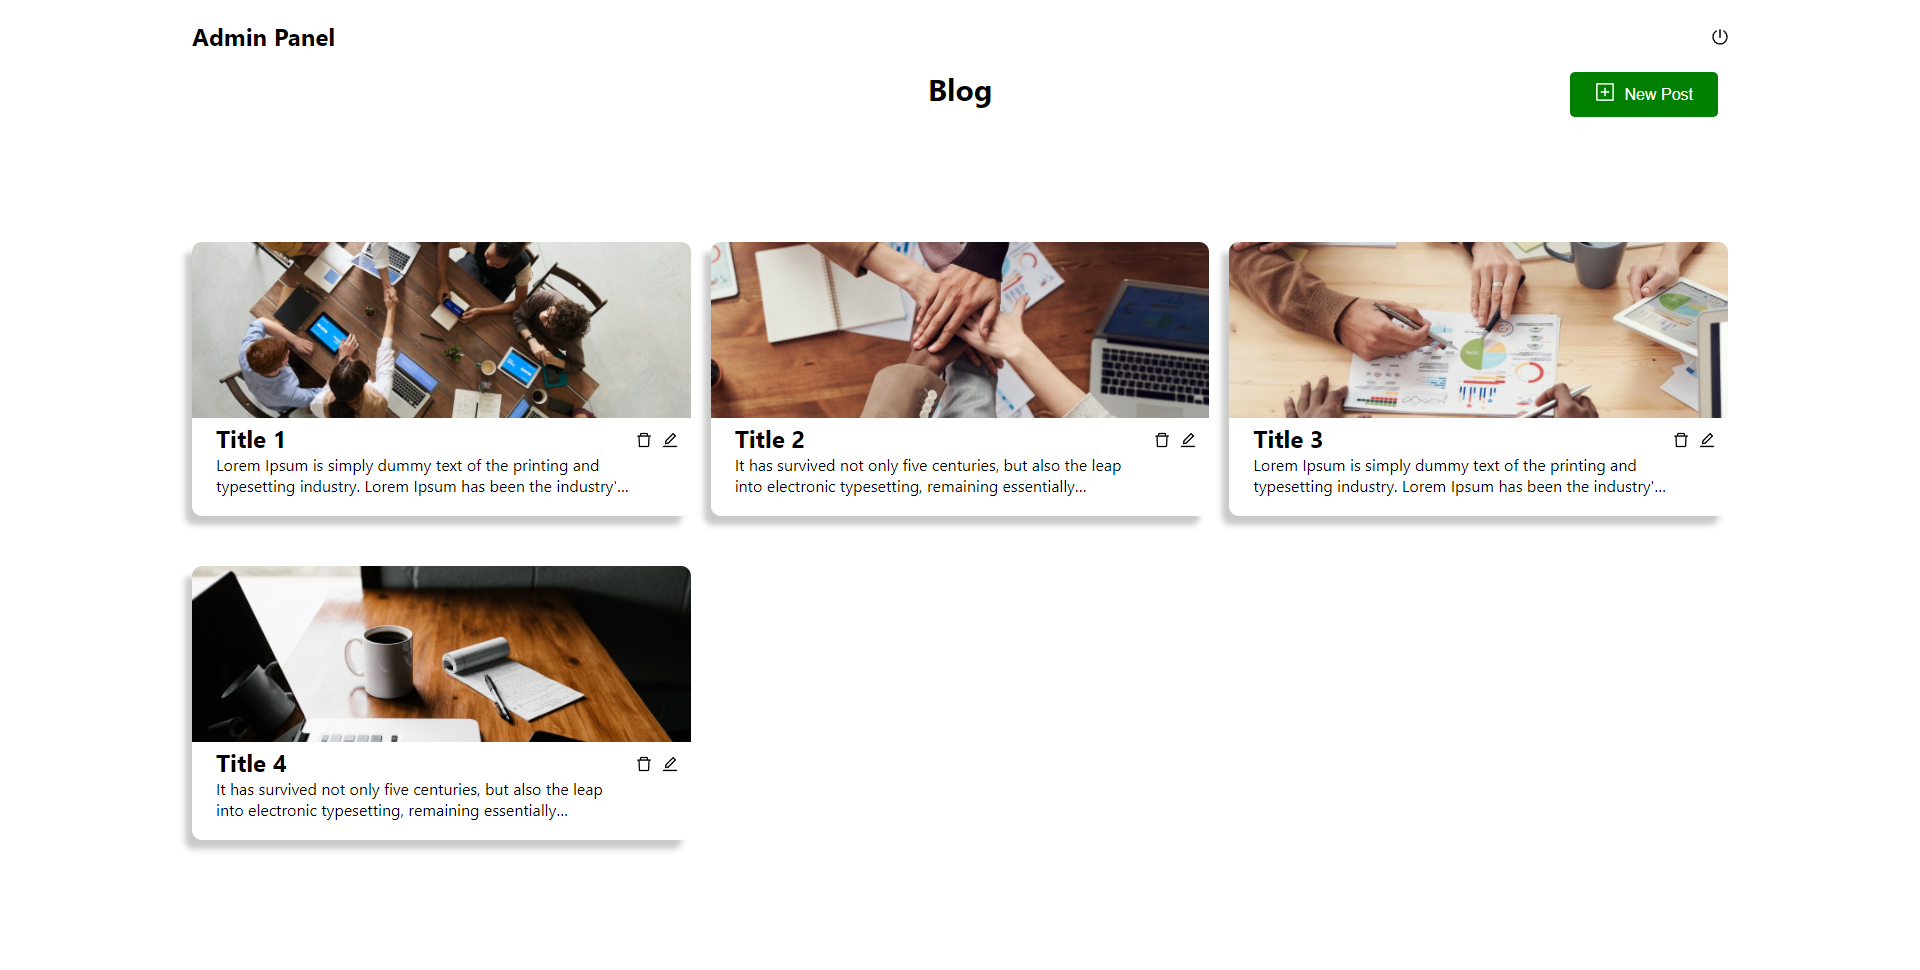 Admin Panel
Blog
New Post
Title 1
Lorem Ipsum is simply dummy text of the printing and
typesetting industry. Lorem Ipsum has been the industry'...
Title 2
It has survived not only five centuries, but also the leap
into electronic typesetting, remaining essentially...
Title 3
Lorem Ipsum is simply dummy text of the printing and
typesetting industry. Lorem Ipsum has been the industry'...
Title 4
It has survived not only five centuries, but also the leap
into electronic typesetting, remaining essentially...